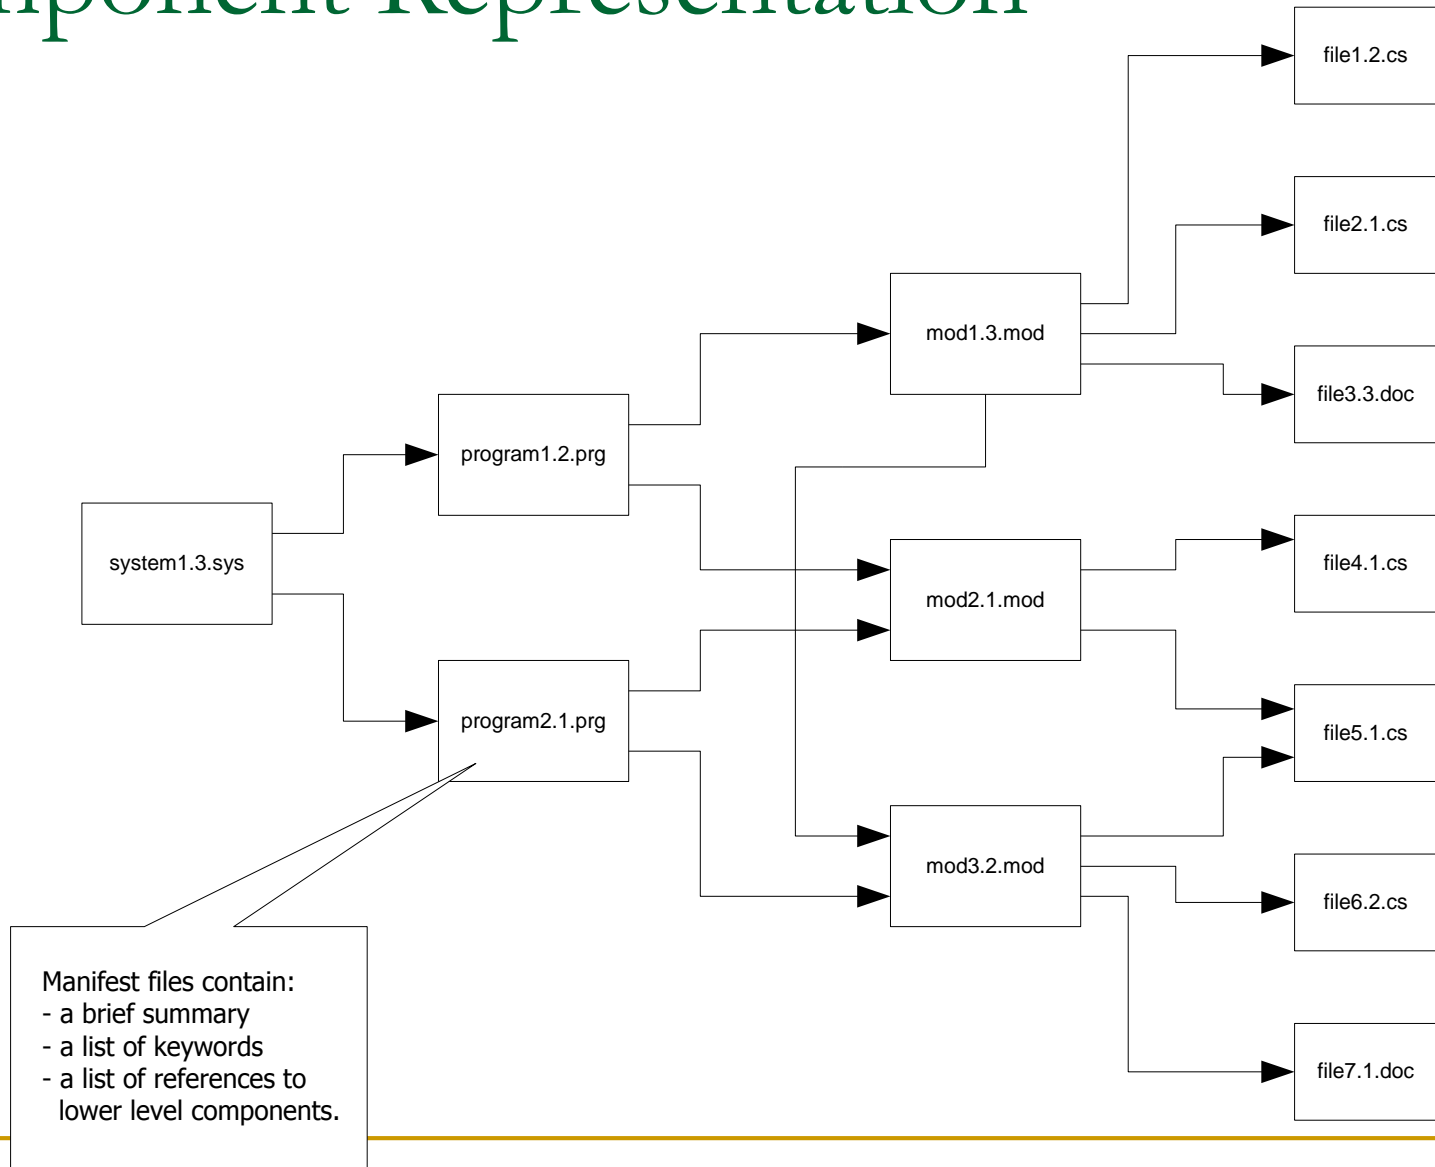 mponent Representation
file1.2.cs
file2.1.cs
mod1.3.mod
file3.3.doc
program1.2.prg
system1.3.sys
file4.1.cs
mod2.1.mod
program2.1.prg
file5.1.cs
mod3.2.mod
file6.2.cs
Manifest files contain:
- a brief summary
- a list of keywords
- a list of references to
lower level components.
file7.1.doc